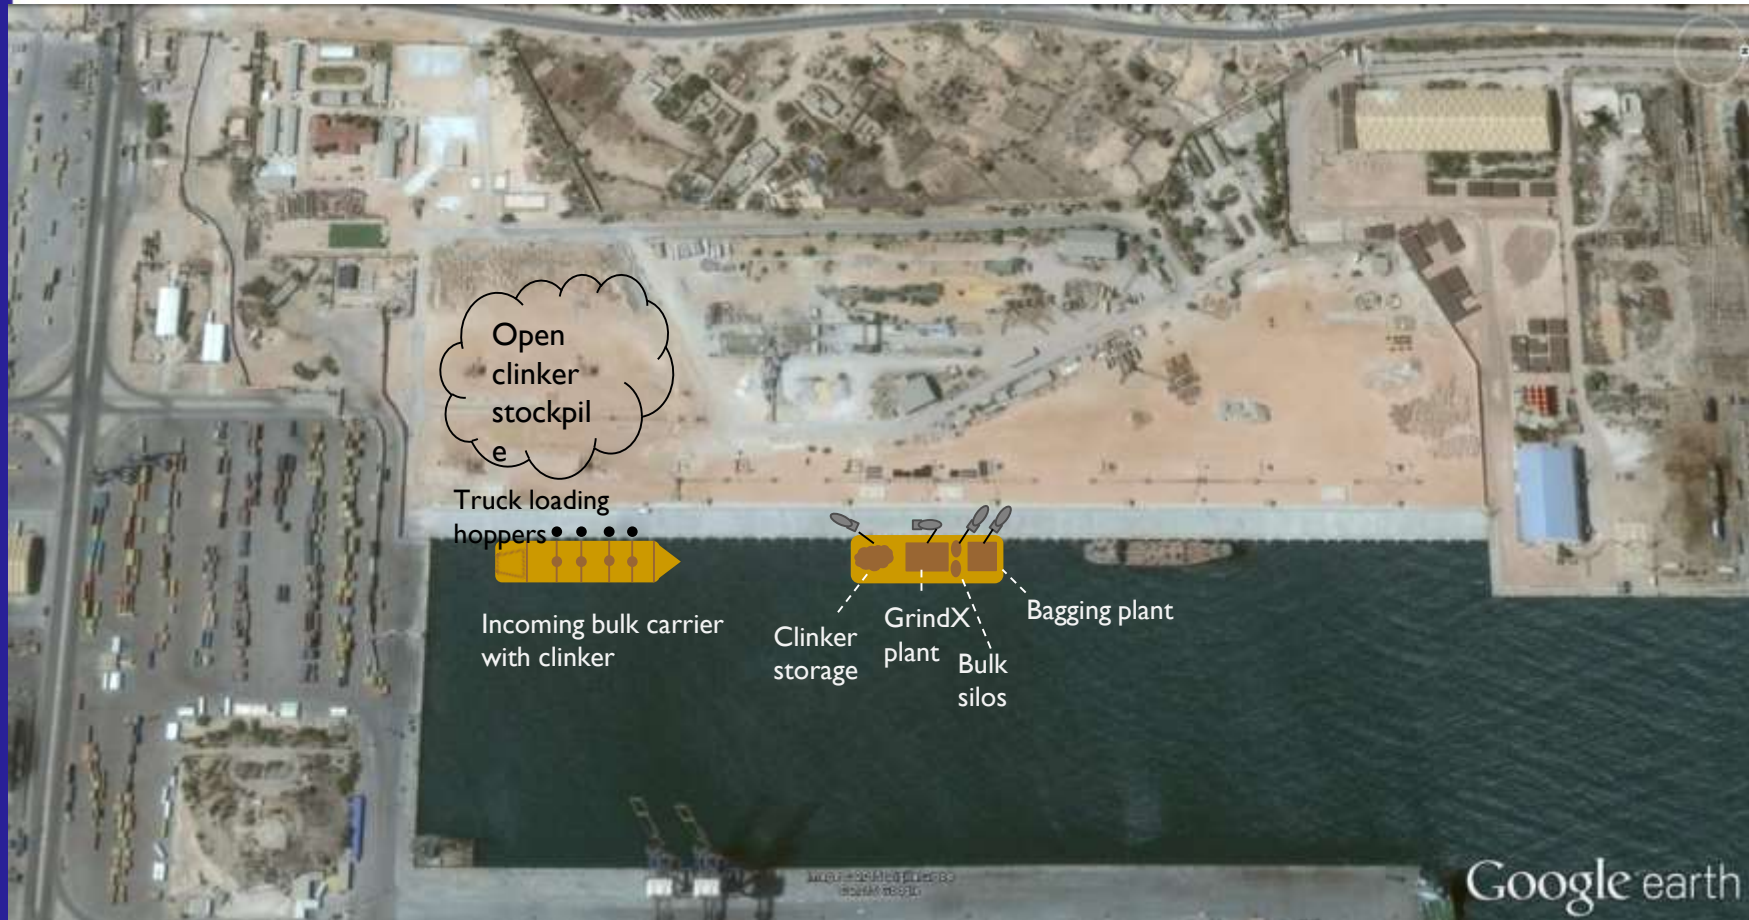 Open
clinker
stockpil
e
Truck loading
hoppers
Incoming bulk carrier
with clinker
Clinker
storage
GrindX
plant
Bulk
silos
Bagging plant
Google earth